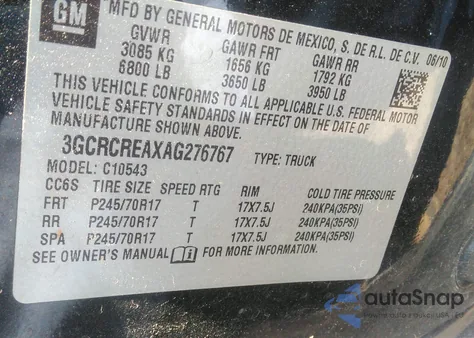 GM MFD BY GENERAL MOTORS DE MEXICO, S. DE R.L. DE C.V. 06/10
GVWR GAWR FRT GAWR RR
3085 KG 1656 KG 1792 KG
6800 LB 3650 LB 3950 LB
THIS VEHICLE CONFORMS TO ALL APPLICABLE U.S. FEDERAL MOTOR
VEHICLE SAFETY STANDARDS IN EFFECT ON THE DATE OF
MANUFACTURE SHOWN ABOVE.
3GCRCREAXAG276767 TYPE: TRUCK
MODEL: C10543
CC6S TIRE SIZE SPEED RTG RIM COLD TIRE PRESSURE
FRT P245/70R17 T 17X7.5J 240KPA(35PSI)
RR P245/70R17 T 17X7.5J 240KPA(35PSI)
SPA P245/70R17 T 17X7.5J 240KPA(35PSI)
SEE OWNER'S MANUAL FOR MORE INFORMATION.
autaSnap